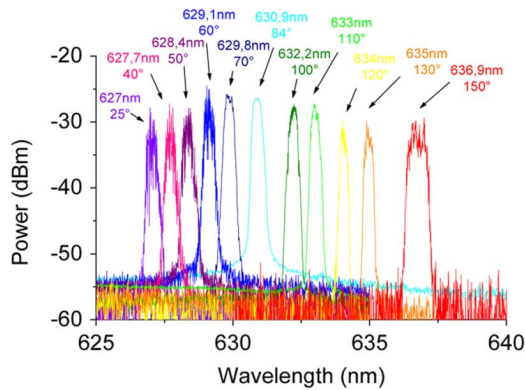 629,1nm
60°
630,9nm
84°
633nm
110°
628,4nm
50°
629,8nm
70°
632,2nm
100°
634nm
120°
635nm
130°
627,7nm
40°
636,9nm
150°
627nm
25°
-20
-30
-40
-50
-60
Power (dBm)
625
630
635
640
Wavelength (nm)